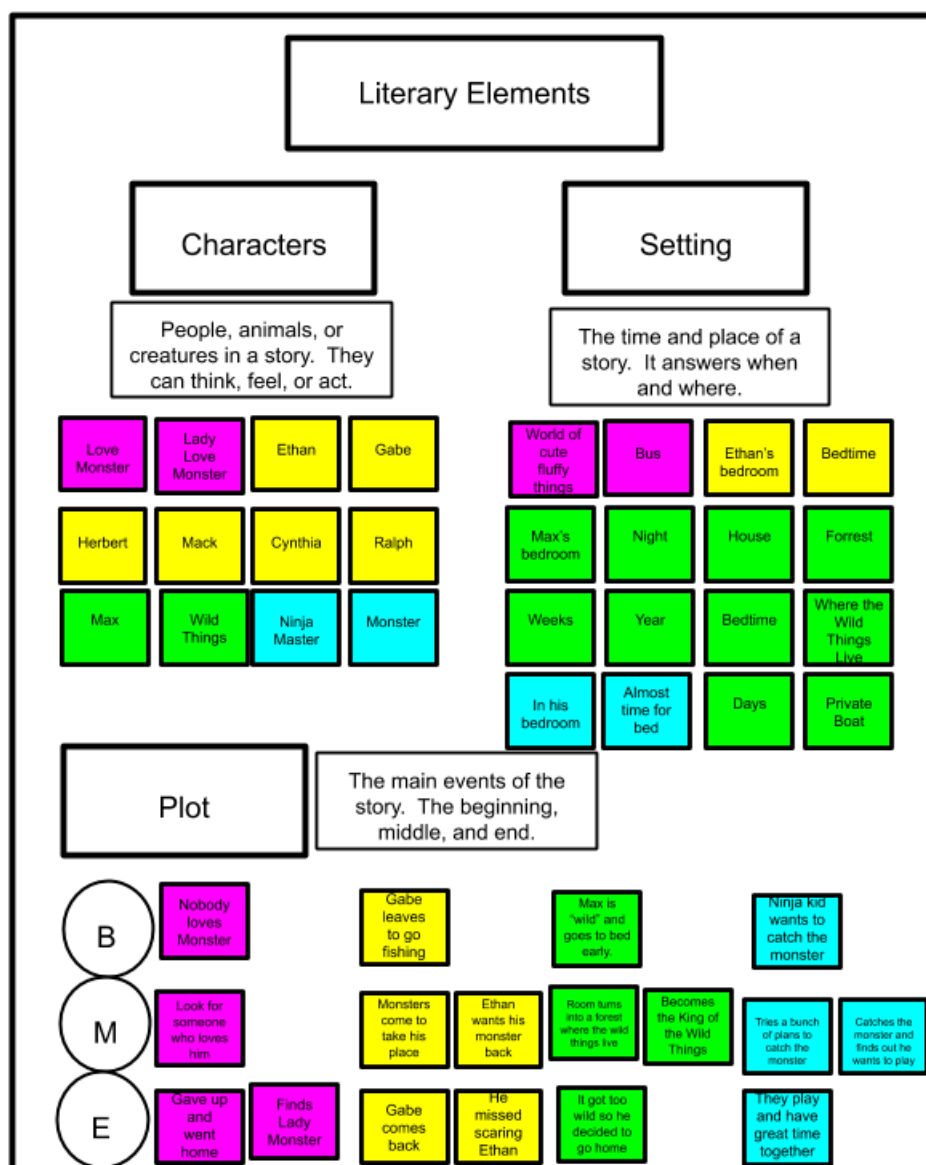 Literary Elements
Characters
Setting
People, animals, or
creatures in a story. They
can think, feel, or act.
The time and place of a
story. It answers when
and where.
Love
Monster
Lady
Love
Monster
Ethan
Gabe
World of
cute
fluffy
things
Bus
Ethan's
bedroom
Bedtime
Herbert
Mack
Cynthia
Ralph
Max's
bedroom
Night
House
Forrest
Max
Wild
Things
Ninja
Master
Monster
Weeks
Year
Bedtime
Where the
Wild
Things
Live
In his
bedroom
Almost
time for
bed
Days
Private
Boat
Plot
The main events of the
story. The beginning,
middle, and end.
B
Nobody
loves
Monster
Gabe
leaves
to go
fishing
Max is
"wild" and
goes to bed
early.
Ninja kid
wants to
catch the
monster
M
Look for
someone
who loves
him
Monsters
come to
take his
place
Ethan
wants his
monster
back
Room turns
into a forest
where the wild
things live
Becomes
the King of
the Wild
Things
Tries a bunch
of plans to
catch the
monster
Catches the
monster and
finds out he
wants to play
E
Gave up
and
went
home
Finds
Lady
Monster
Gabe
comes
back
He
missed
scaring
Ethan
It got too
wild so he
decided to
go home
They play
and have
great time
together